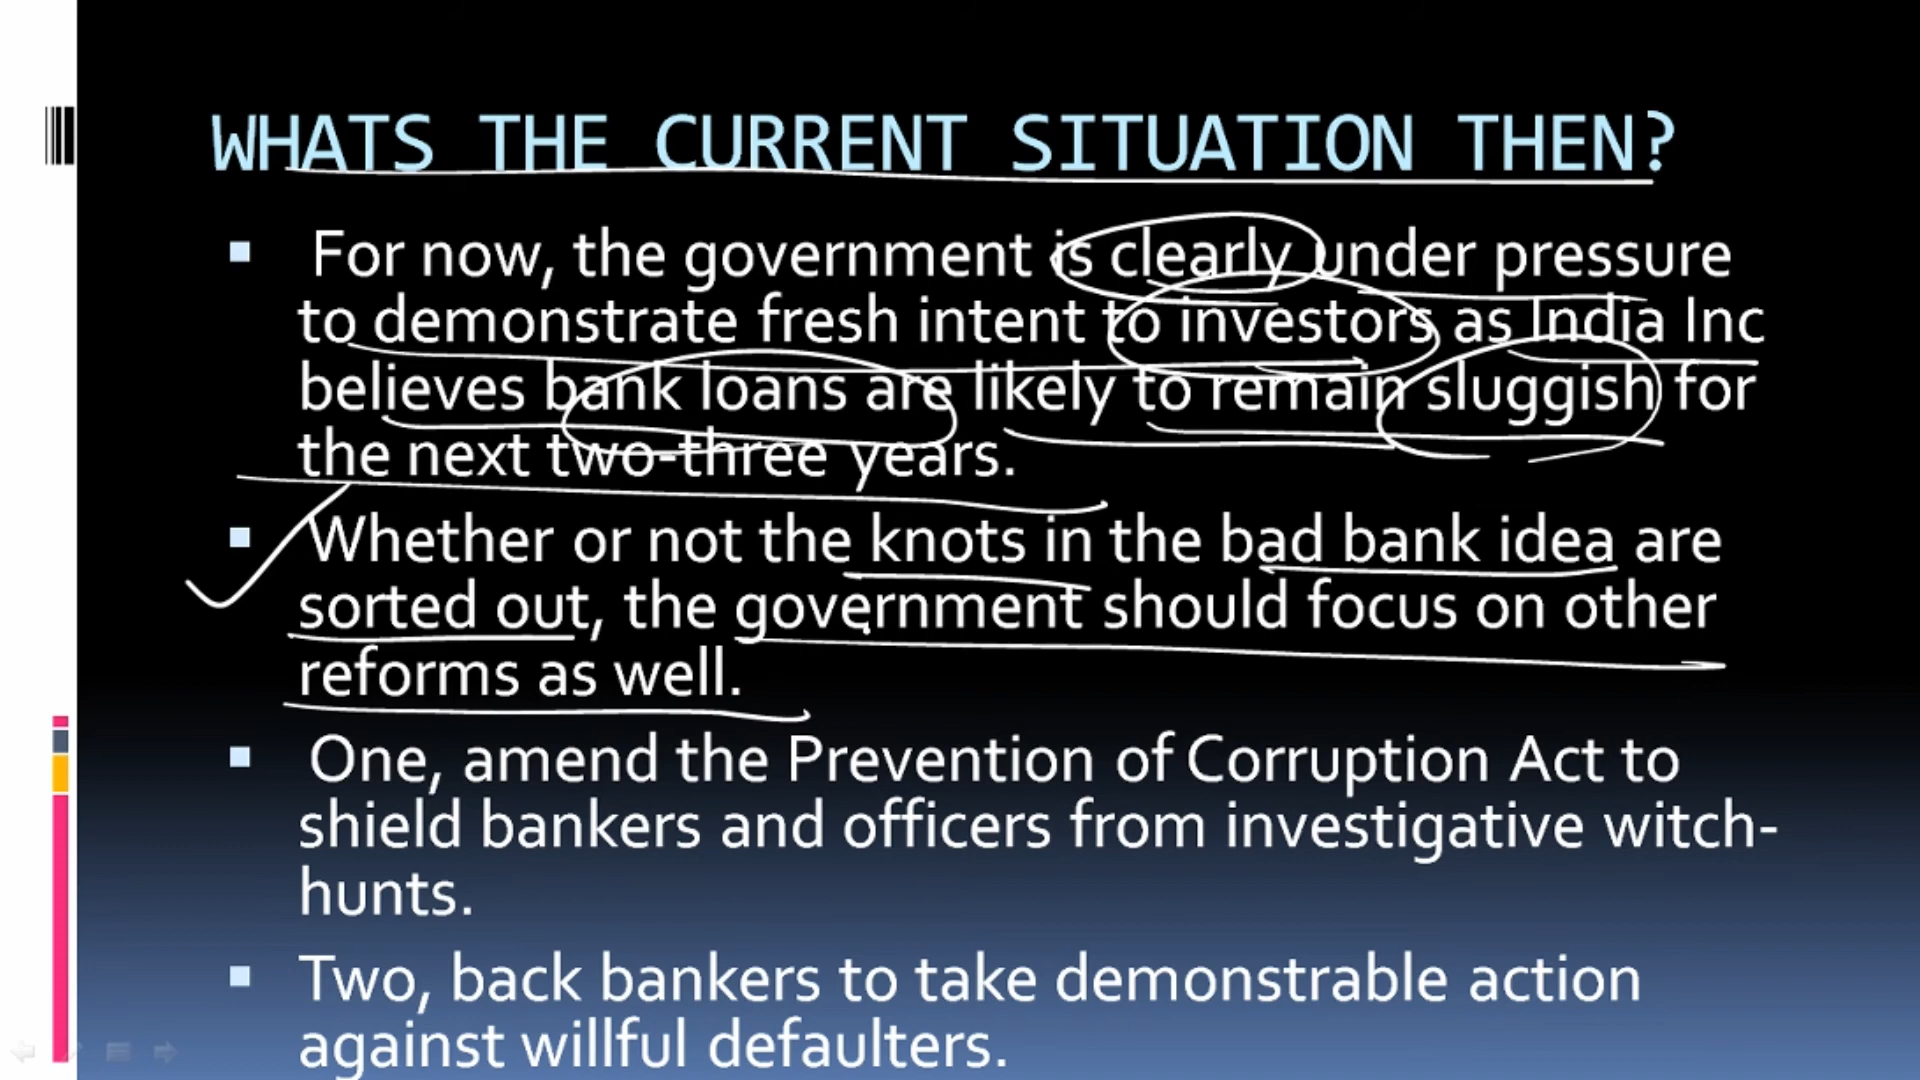 WHATS THE CURRENT SITUATION THEN?
For now, the government is clearly under pressure
to demonstrate fresh intent to investors as India Inc
believes bank loans are likely to remain sluggish for
the next two-three years.
Whether or not the knots in the bad bank idea are
sorted out, the government should focus on other
reforms as well.
One, amend the Prevention of Corruption Act to
shield bankers and officers from investigative witch-
hunts.
Two, back bankers to take demonstrable action
against willful defaulters.